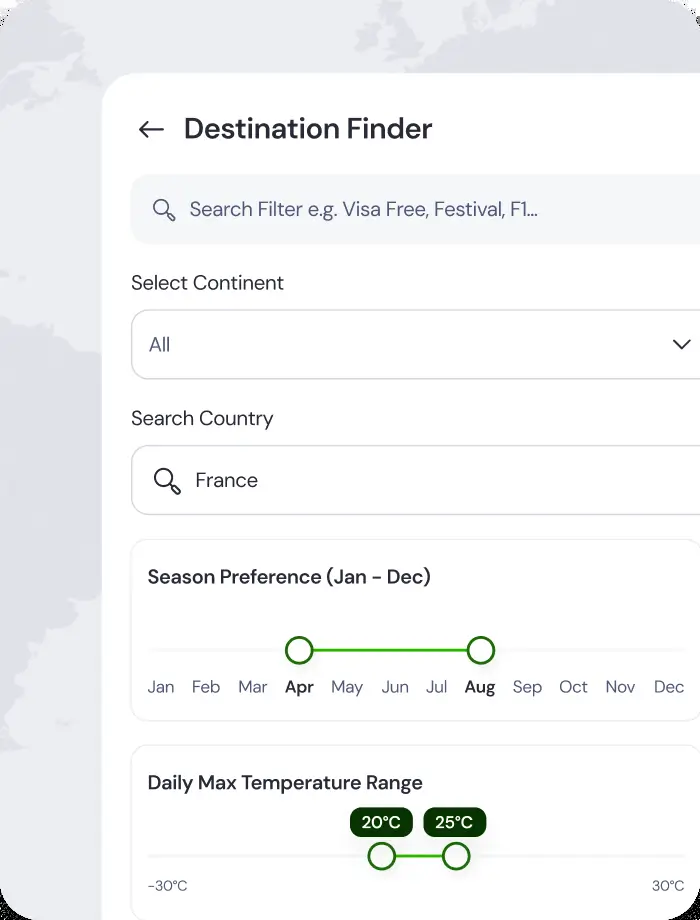 Destination Finder
Search Filter e.g. Visa Free, Festival, F1...
Select Continent
All
Search Country
France
Season Preference (Jan - Dec)
Jan Feb Mar Apr May Jun Jul Aug Sep Oct Nov Dec
Daily Max Temperature Range
20°C 25°C
-30°C 30°C